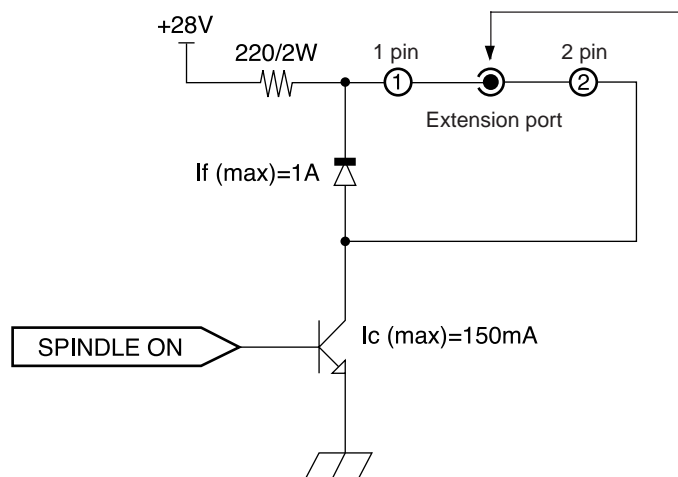 +28V
220/2W
1 pin
2 pin
1
2
Extension port
If (max)=1A
SPINDLE ON
Ic (max)=150mA